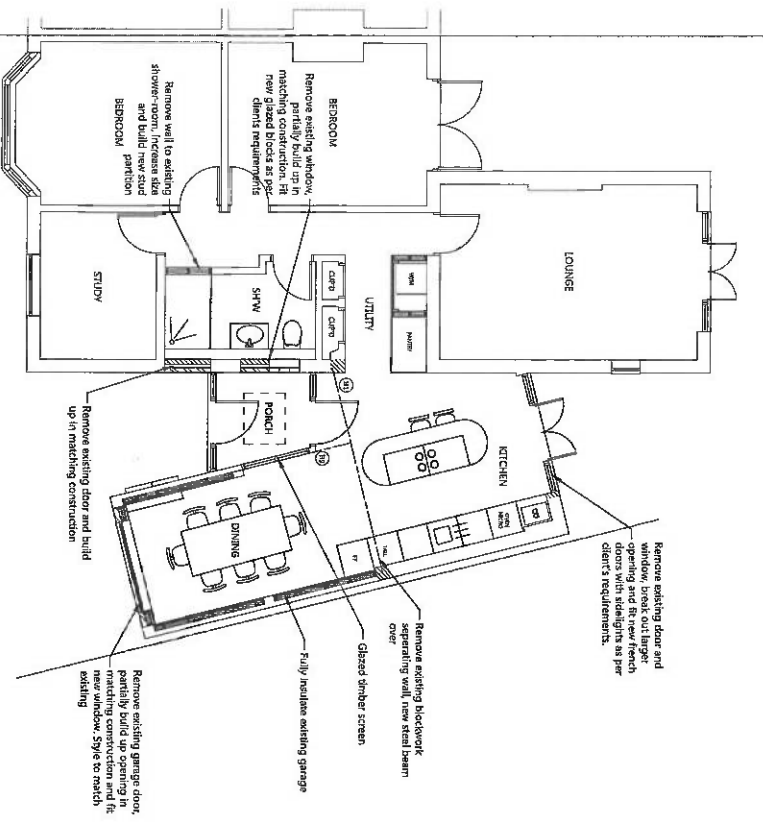 Remove wall to existing
shower-room, increase size
and build new stud
partition
BEDROOM
Remove existing window,
partially build up in
matching construction. Fit
new glazed blocks as per
clients requirements
BEDROOM
LOUNGE
STUDY
SHW
CUP'D
CUP'D
UTILITY
PANTRY
PORCH
KITCHEN
DINING
TALL
Remove existing door and build
up in matching construction
Remove existing door and
window, break out larger
opening and fit new french
doors with sidelights as per
client's requirements.
Remove existing blockwork
seperating wall, new steel beam
over
Glazed timber screen
Fully insulate existing garage
Remove existing garage door,
partially build up opening in
matching construction and fit
new window. Style to match
existing